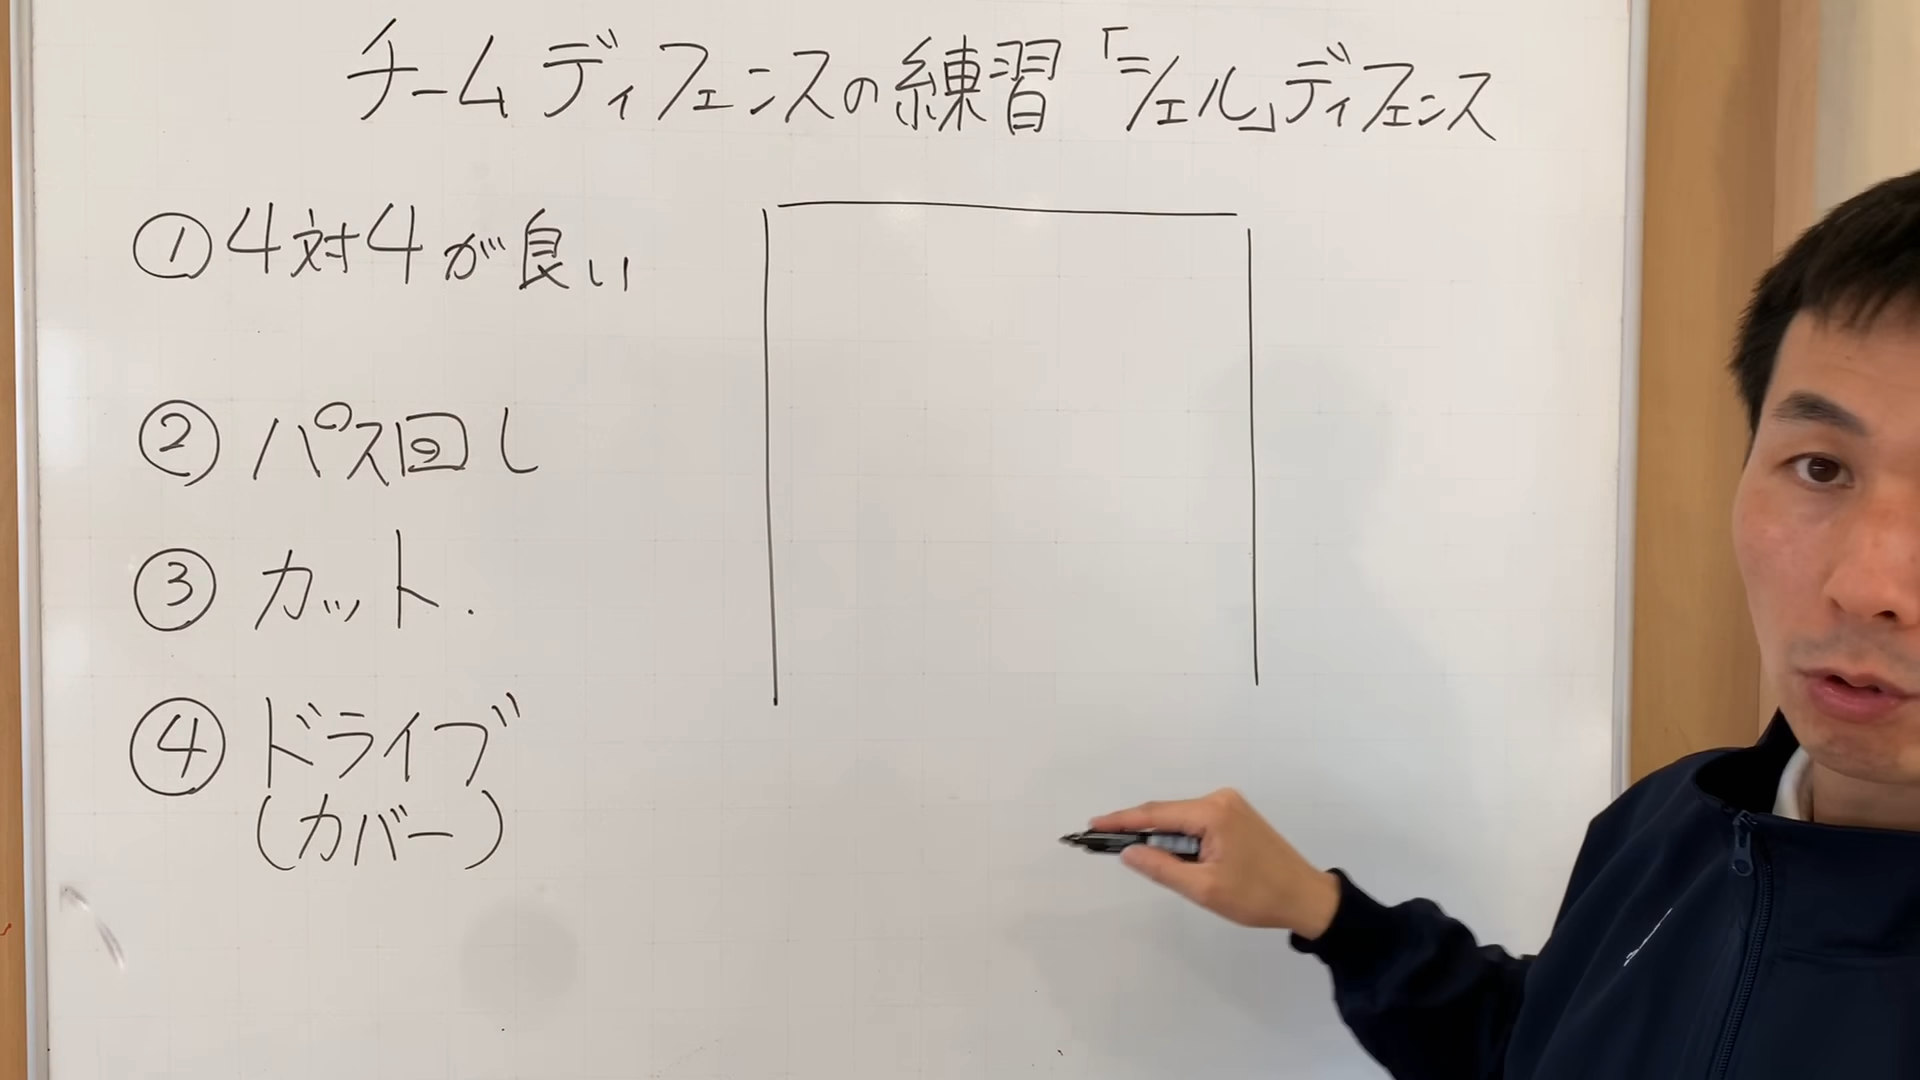 チームディフェンスの練習「シェル」ディフェンス
①4対4が良い
②パス回し
③カット.
④ドライブ
(カバー)